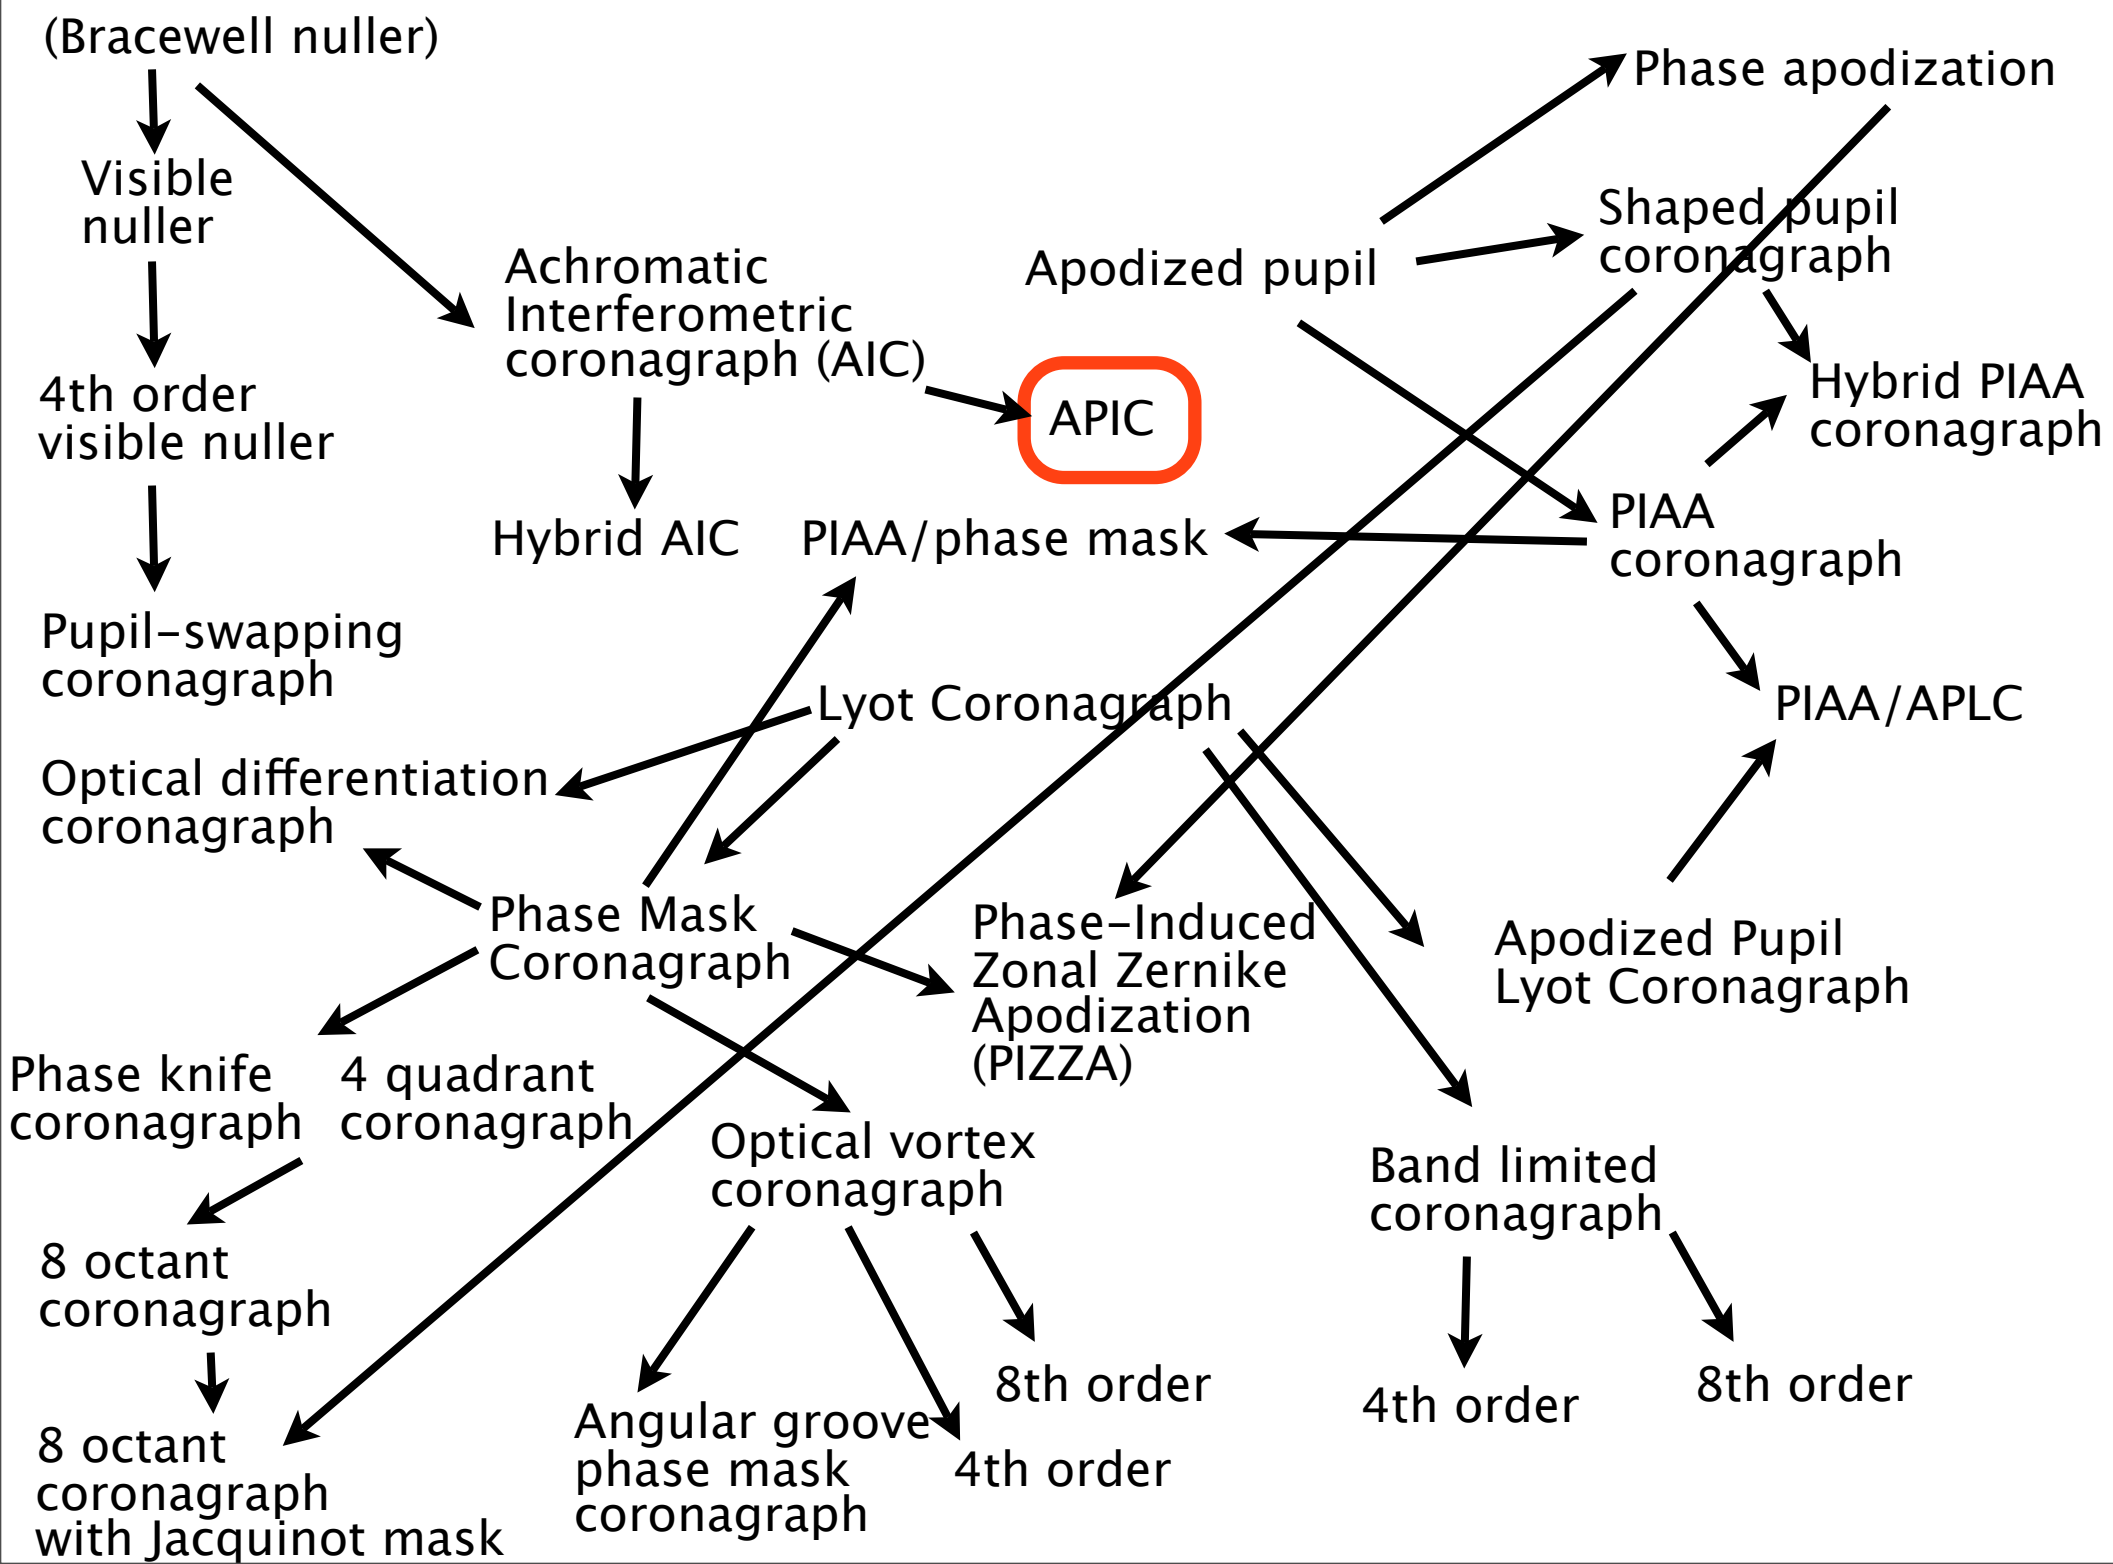 (Bracewell nuller)
Phase apodization
Visible
nuller
Shaped pupil
coronagraph
Achromatic
Interferometric
coronagraph (AIC)
Apodized pupil
APIC
Hybrid PIAA
coronagraph
4th order
visible nuller
Hybrid AIC
PIAA/phase mask
PIAA
coronagraph
Pupil-swapping
coronagraph
Lyot Coronagraph
PIAA/APLC
Optical differentiation
coronagraph
Phase Mask
Coronagraph
Phase-Induced
Zonal Zernike
Apodization
(PIZZA)
Apodized Pupil
Lyot Coronagraph
Phase knife
coronagraph
4 quadrant
coronagraph
Optical vortex
coronagraph
Band limited
coronagraph
8 octant
coronagraph
8th order
4th order
8th order
Angular groove
phase mask
coronagraph
4th order
8 octant
coronagraph
with Jacquinot mask